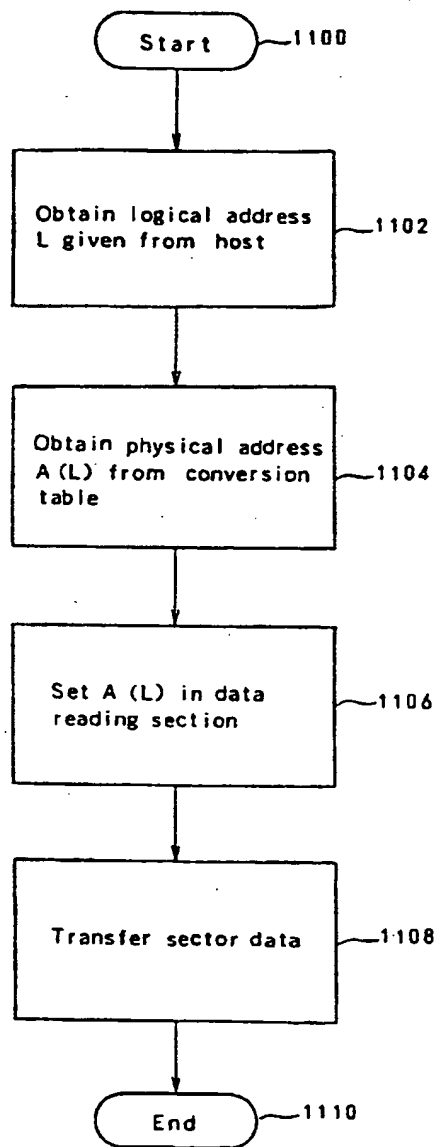 Start
1100
Obtain logical address
L given from host
1102
Obtain physical address
A (L) from conversion
table
1104
Set A (L) in data
reading section
1106
Transfer sector data
1108
End
1110